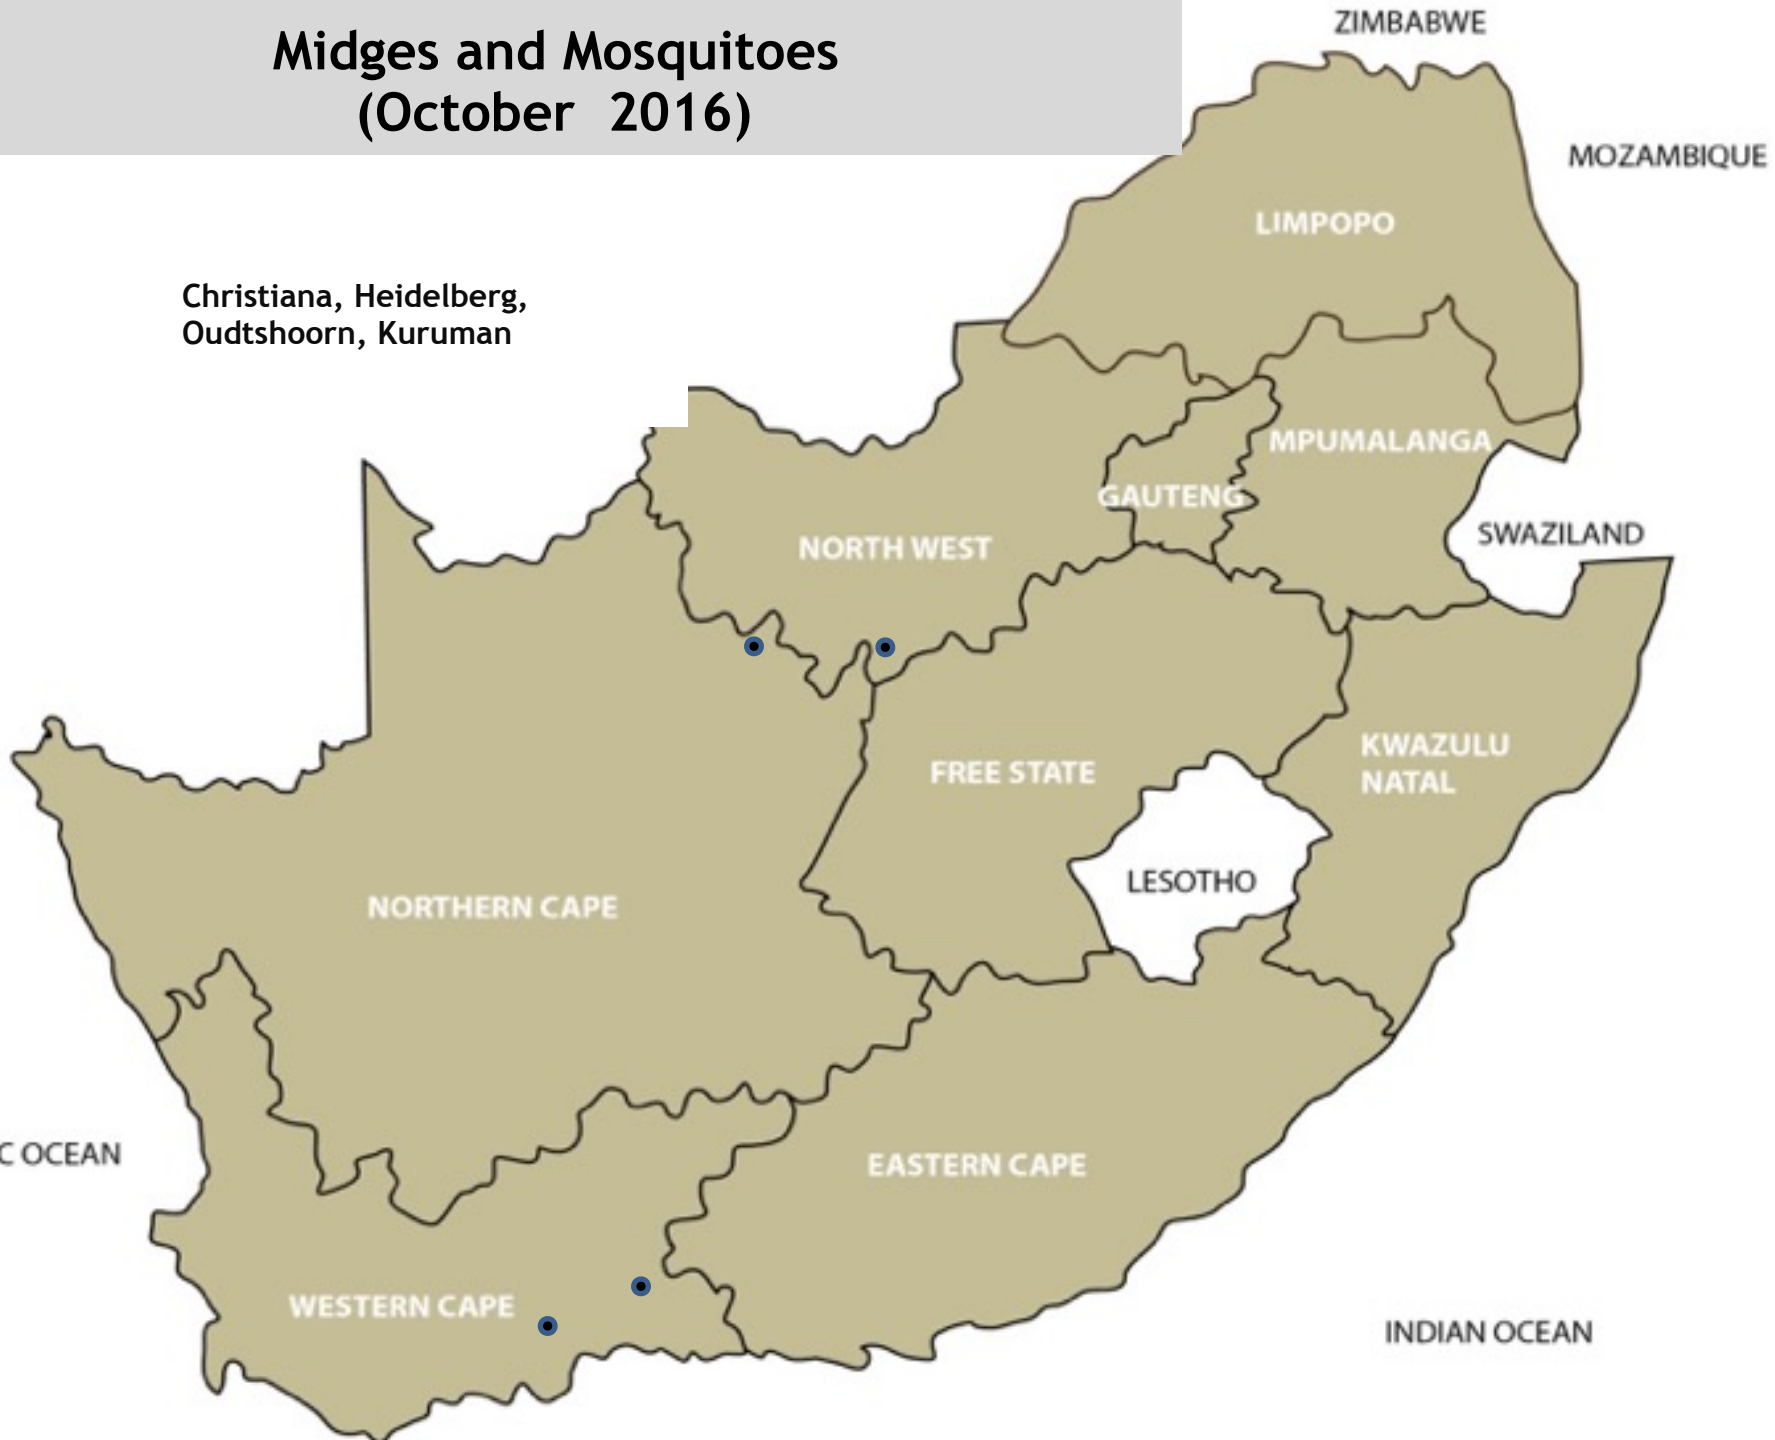 Midges and Mosquitoes
(October 2016)
ZIMBABWE
MOZAMBIQUE
LIMPOPO
Christiana, Heidelberg,
Oudtshoorn, Kuruman
MPUMALANGA
GAUTENG
SWAZILAND
NORTH WEST
KWAZULU
NATAL
FREE STATE
LESOTHO
NORTHERN CAPE
C OCEAN
EASTERN CAPE
WESTERN CAPE
INDIAN OCEAN